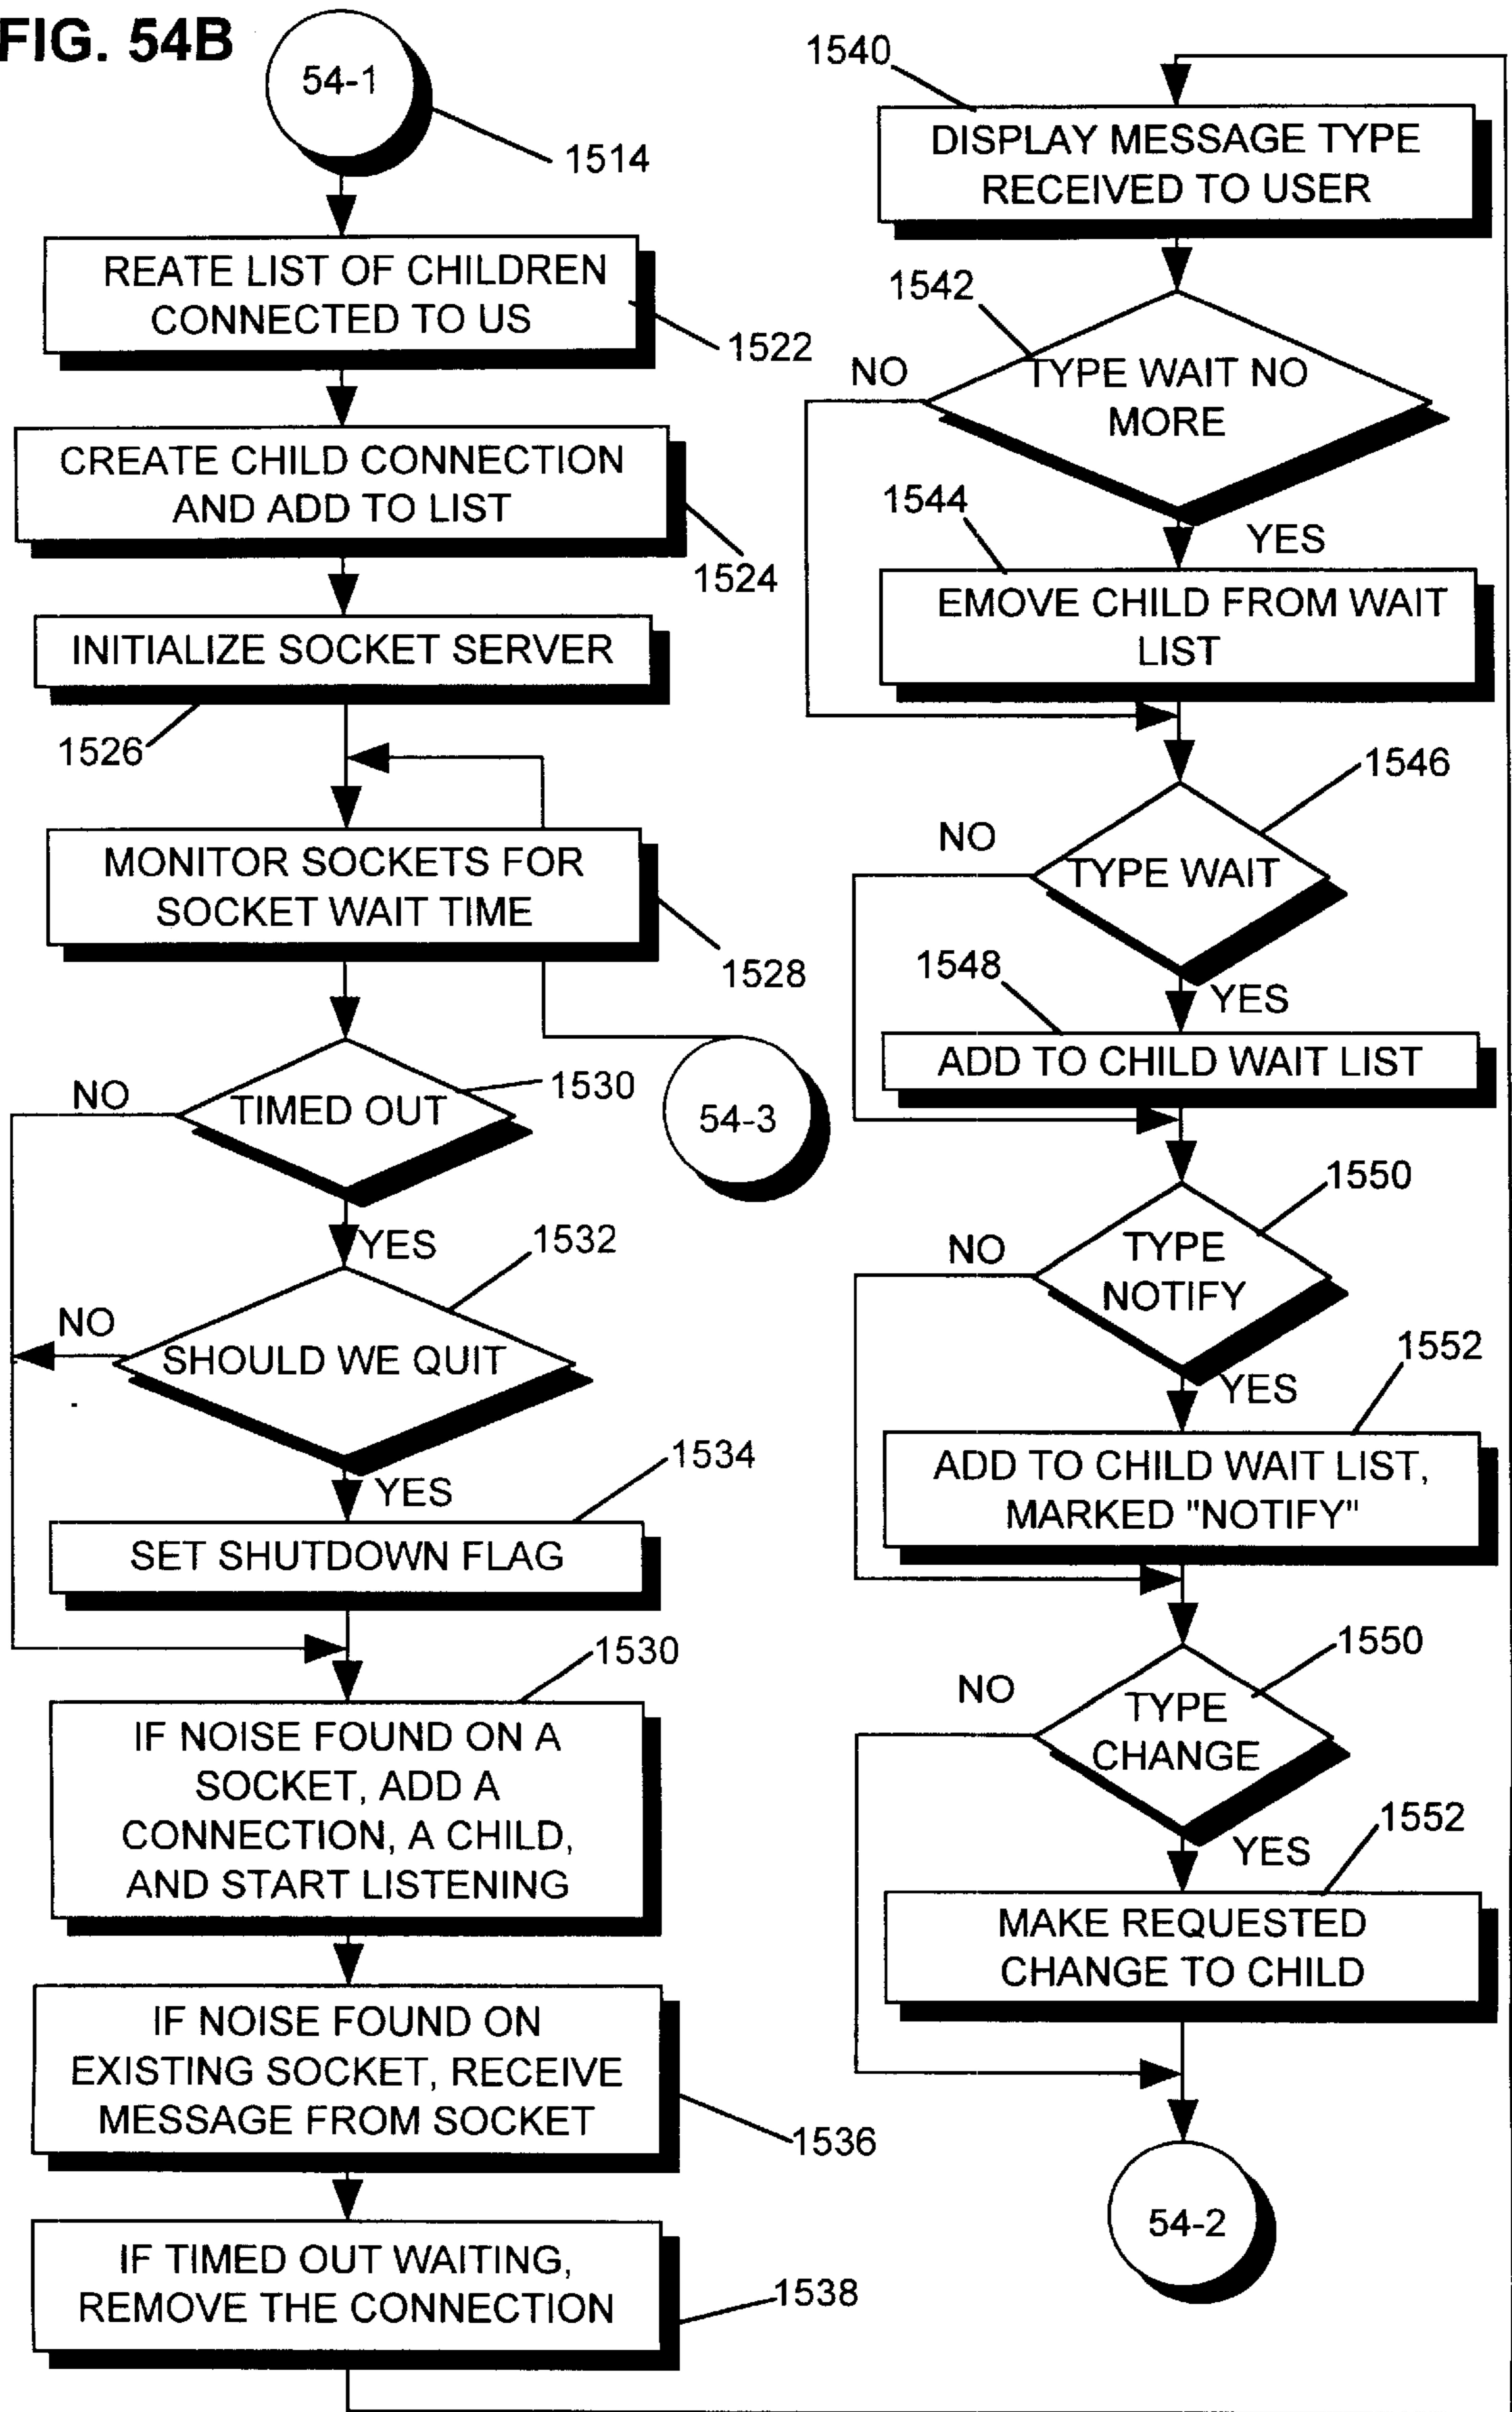 FIG. 54B
54-1
1514
REATE LIST OF CHILDREN
CONNECTED TO US
1522
CREATE CHILD CONNECTION
AND ADD TO LIST
1524
INITIALIZE SOCKET SERVER
1526
MONITOR SOCKETS FOR
SOCKET WAIT TIME
1528
NO
TIMED OUT
1530
54-3
YES
1532
NO
SHOULD WE QUIT
1534
YES
SET SHUTDOWN FLAG
1530
IF NOISE FOUND ON A
SOCKET, ADD A
CONNECTION, A CHILD,
AND START LISTENING
IF NOISE FOUND ON
EXISTING SOCKET, RECEIVE
MESSAGE FROM SOCKET
1536
IF TIMED OUT WAITING,
REMOVE THE CONNECTION
1538
1540
DISPLAY MESSAGE TYPE
RECEIVED TO USER
1542
NO
TYPE WAIT NO
MORE
1544
YES
EMOVE CHILD FROM WAIT
LIST
1546
NO
TYPE WAIT
1548
YES
ADD TO CHILD WAIT LIST
1550
NO
TYPE
NOTIFY
1552
YES
ADD TO CHILD WAIT LIST,
MARKED "NOTIFY"
1550
NO
TYPE
CHANGE
1552
YES
MAKE REQUESTED
CHANGE TO CHILD
54-2